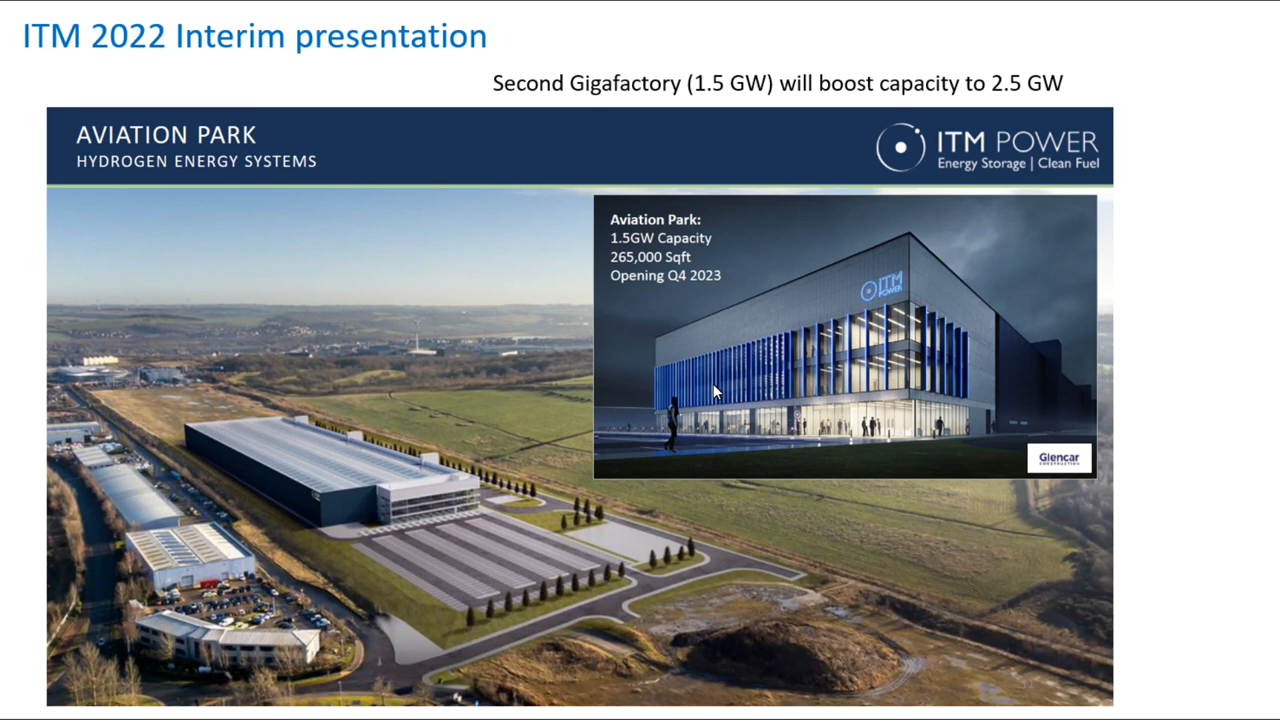 ITM 2022 Interim presentation
Second Gigafactory (1.5 GW) will boost capacity to 2.5 GW
AVIATION PARK
HYDROGEN ENERGY SYSTEMS
ITM POWER
Energy Storage | Clean Fuel
Aviation Park:
1.5GW Capacity
265,000 Sqft
Opening Q4 2023
ITM
POWER
Glencar
CONSTRUCTION